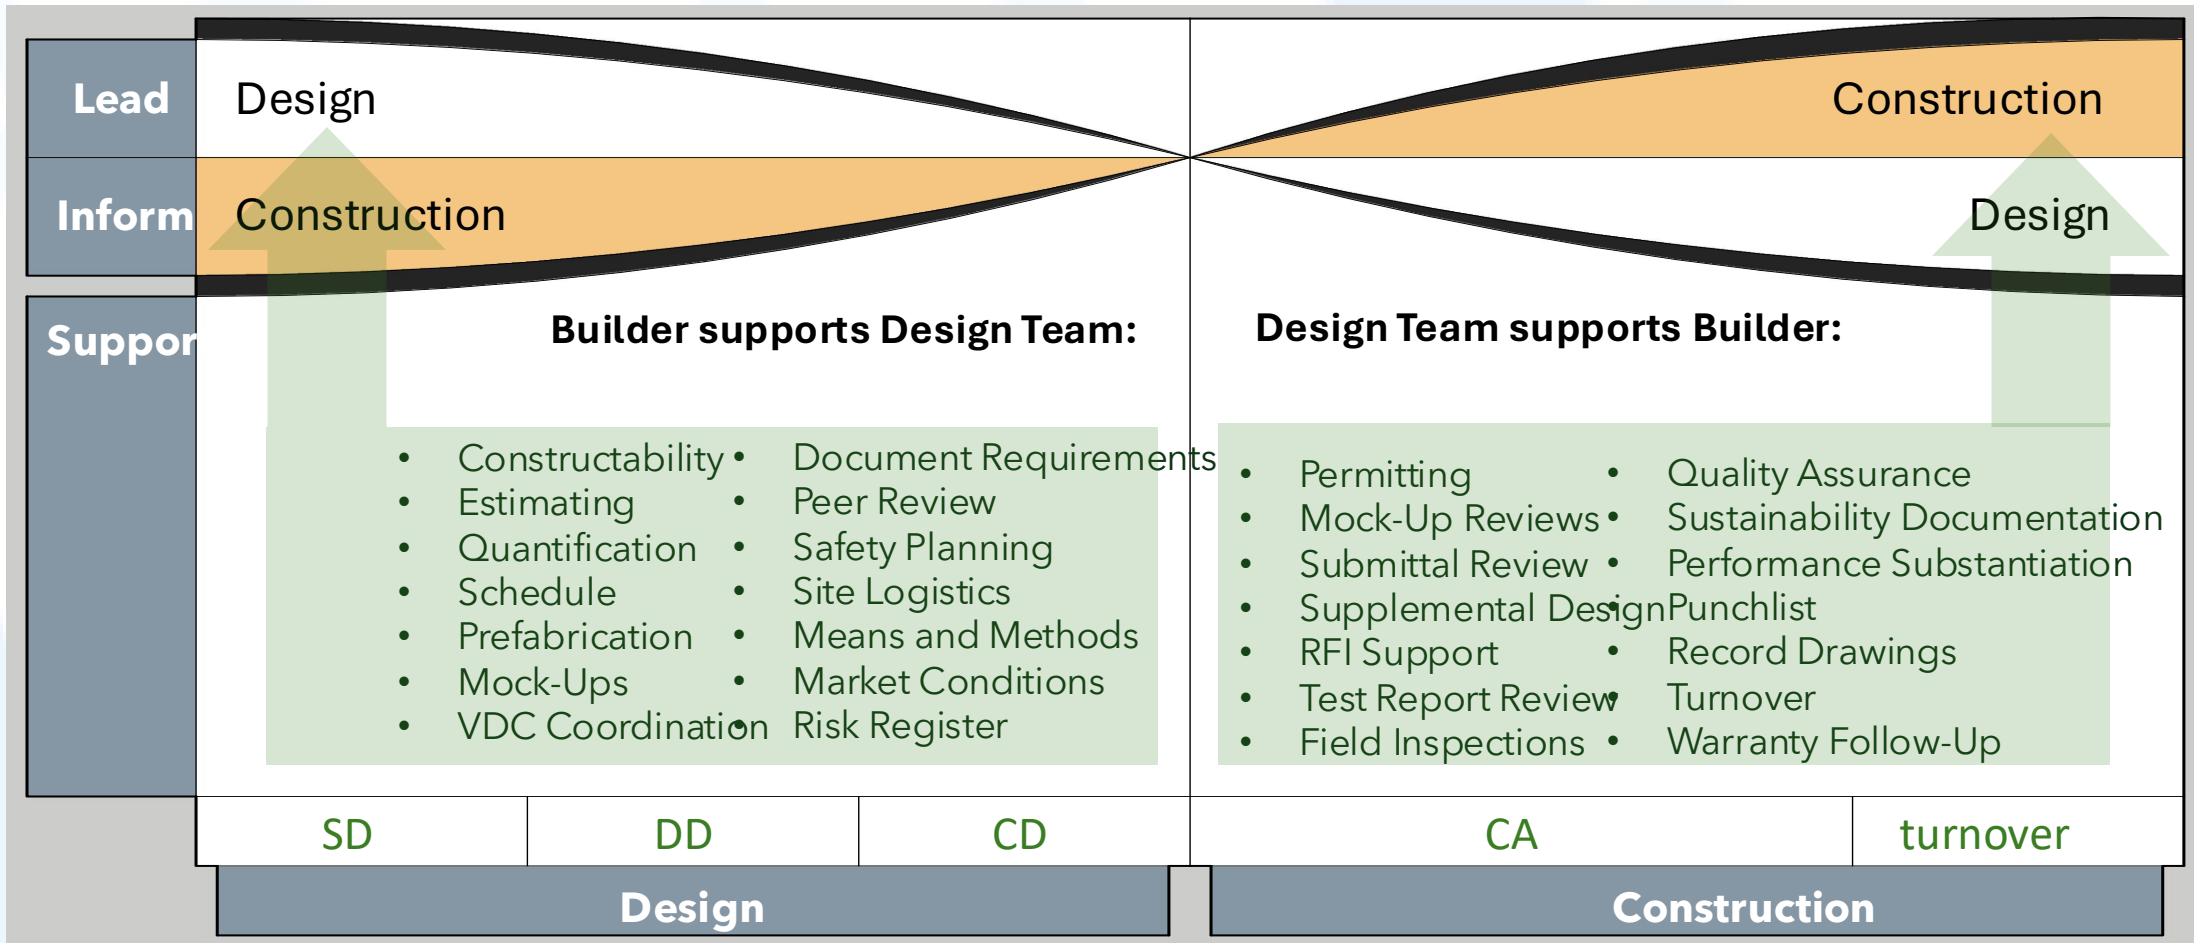 Lead
Design
Construction
Inform
Construction
Design
Suppor
Builder supports Design Team:
• Constructability
• Estimating
• Quantification
• Schedule
• Prefabrication
• Mock-Ups
• VDC Coordination
• Document Requirements
• Peer Review
• Safety Planning
• Site Logistics
• Means and Methods
• Market Conditions
• Risk Register
Design Team supports Builder:
• Permitting
• Mock-Up Reviews
• Submittal Review
• Supplemental Design
• RFI Support
• Test Report Review
• Field Inspections
• Quality Assurance
• Sustainability Documentation
• Performance Substantiation
• Punchlist
• Record Drawings
• Turnover
• Warranty Follow-Up
SD
DD
CD
CA
turnover
Design
Construction